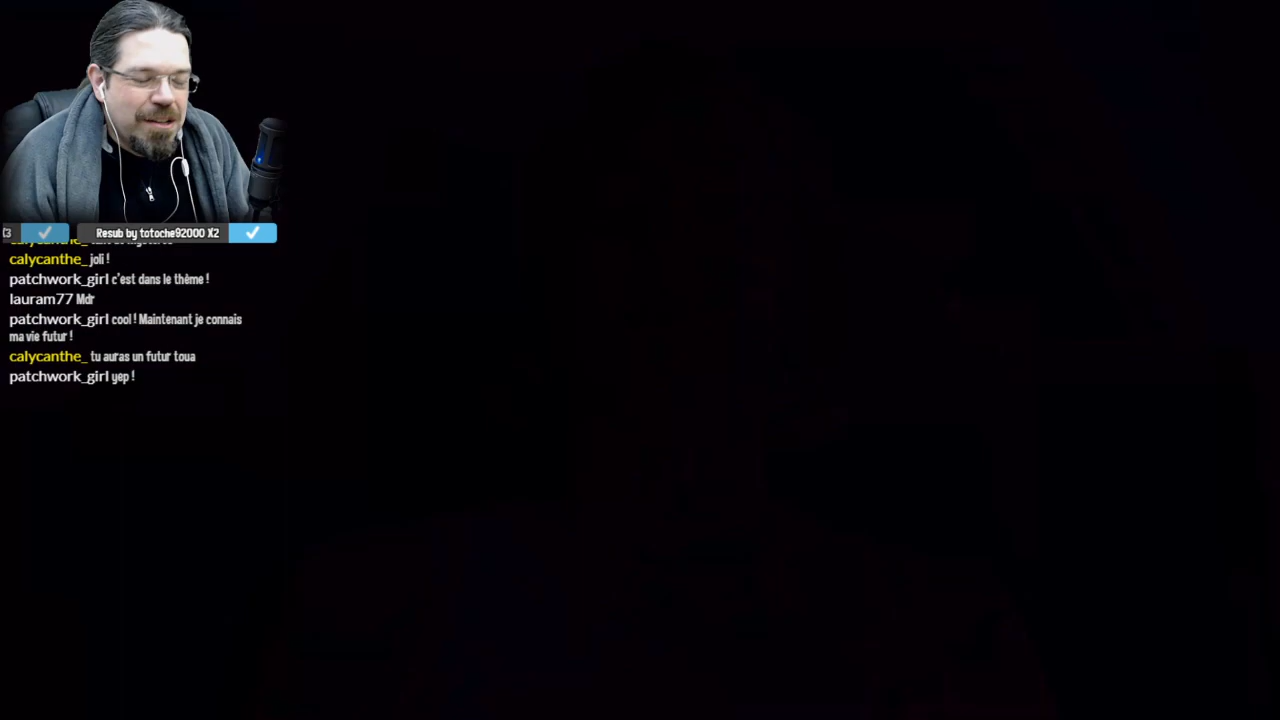 Resub by totoche92000 X2
calycanthe_ joli !
patchwork_girl c'est dans le thème !
lauram77 Mdr
patchwork_girl cool ! Maintenant je connais
ma vie futur !
calycanthe_ tu auras un futur toua
patchwork_girl yep !